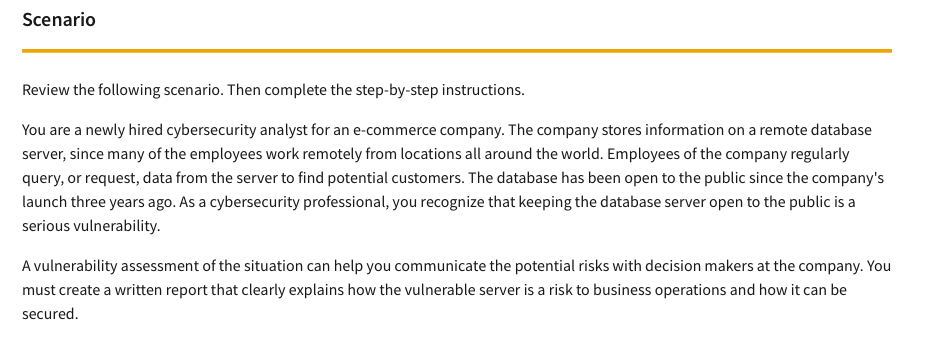 Scenario
Review the following scenario. Then complete the step-by-step instructions.
You are a newly hired cybersecurity analyst for an e-commerce company. The company stores information on a remote database
server, since many of the employees work remotely from locations all around the world. Employees of the company regularly
query, or request, data from the server to find potential customers. The database has been open to the public since the company's
launch three years ago. As a cybersecurity professional, you recognize that keeping the database server open to the public is a
serious vulnerability.
A vulnerability assessment of the situation can help you communicate the potential risks with decision makers at the company. You
must create a written report that clearly explains how the vulnerable server is a risk to business operations and how it can be
secured.